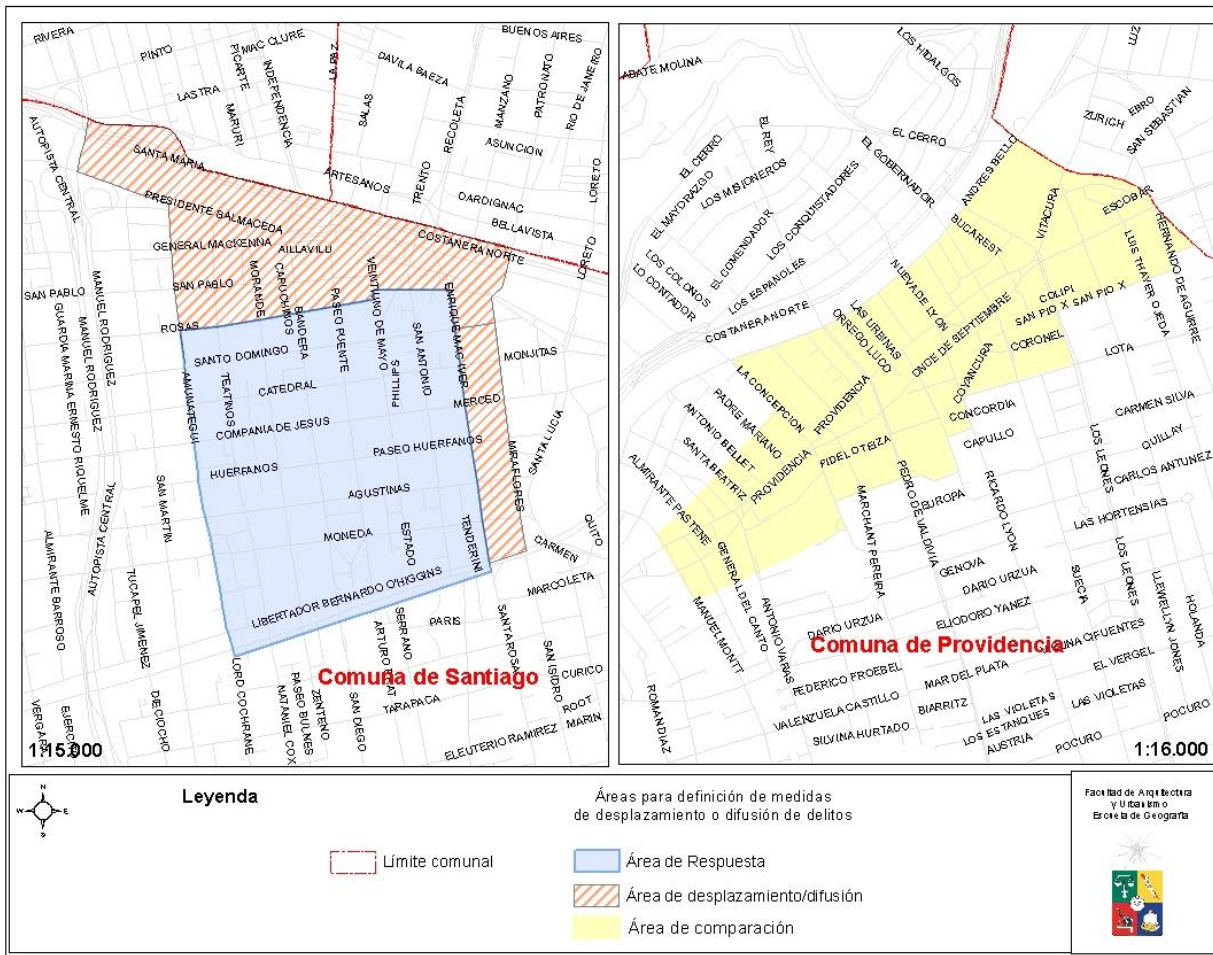 RIVERA
PINTO
MAC CLURE
PICARTE
INDEPENDENCIA
LA PAZ
DAVILA BAEZA
BUENOS AIRES
LASTRA
MARURI
SALAS
RECOLETA
MANZANO
PATRONATO
RIO DE JANEIRO
AUTOPISTA CENTRAL
SANTA MARIA
ARTESANOS
TRENTO
ASUNCION
DARDIGNAC
BELLAVISTA
LORETO
PRESIDENTE BALMACEDA
COSTANERA NORTE
LORETO
GENERAL MACKENNA
AILLAVILU
SAN PABLO
MANUEL RODRIGUEZ
SAN PABLO
MORANDE
CAPUCHINOS
BANDERA
PASEO PUENTE
VEINTIUNO DE MAYO
ENRIQUE MAC IVER
ROSAS
GUARDIA MARINA ERNESTO RIQUELME
MANUEL RODRIGUEZ
SANTO DOMINGO
SAN ANTONIO
MONJITAS
AMUNATEGUI
TEATINOS
CATEDRAL
PHILLIPS
MERCED
COMPAÑIA DE JESUS
HUERFANOS
PASEO HUERFANOS
MIRAFLORES
SANTA LUCIA
AGUSTINAS
SAN MARTIN
AUTOPISTA CENTRAL
MONEDA
ESTADO
TENDERINI
QUITO
CARMEN
ALMIRANTE BARROSO
TUCAPEL JIMENEZ
LIBERTADOR BERNARDO O'HIGGINS
MARCOLETA
SERRANO
PARIS
ARTURO PRAT
SANTA ROSA
SAN ISIDRO
Comuna de Santiago
CURICO
LORD COCHRANE
PASEO BULNES
NATANIEL COX
ZENTENO
SAN DIEGO
TARAPACA
DIECIOCHO
ROOT
MARIN
VERGARA
ELEUTERIO RAMIREZ
1:15.000
ABATE MOLINA
LOS HIDALGOS
LUZ
ZURICH
EBRO
SAN SEBASTIAN
EL CERRO
EL REY
EL CERRO
EL GOBERNADOR
ANDRES BELLO
EL MAYORAZGO
LOS MISIONEROS
LOS CONQUISTADORES
BUCAREST
VITACURA
ESCOBAR
HERNANDO DE AGUIRRE
LUIS THAYER OJEDA
EL COMENDADOR
LOS COLONOS
LO CONTADOR
LOS ESPAÑOLES
NUEVA DE LYON
COSTANERA NORTE
LAS URBINAS
ORREGO LUCO
ONCE DE SEPTIEMBRE
COLIPI
SAN PIO X
SAN PIO X
CORONEL
LOTA
COYANCURA
LA CONCEPCION
PADRE MARIANO
PROVIDENCIA
ANTONIO BELLET
SANTA BEATRIZ
PROVIDENCIA
FIDEL OTEIZA
CONCORDIA
CAPULLO
CARMEN SILVA
QUILLAY
CARLOS ANTUNEZ
ALMIRANTE PASTENE
LOS LEONES
PEDRO DE VALDIVIA
EUROPA
RICARDO LYON
MARCHANT PEREIRA
LAS HORTENSIAS
GENERAL DEL CANTO
GENOVA
DARIO URZUA
SUECIA
LOS LEONES
LLEWELLYN JONES
HOLANDA
MANUEL MONTT
ANTONIO VARAS
DARIO URZUA
ELIODORO YANEZ
Comuna de Providencia
FEDERICO FROEBEL
MAR DEL PLATA
EL VERGEL
ROMAN DIAZ
VALENZUELA CASTILLO
BIARRITZ
LAS VIOLETAS
LAS VIOLETAS
LOS ESTANQUES
SILVINA HURTADO
AUSTRIA
POCURO
POCURO
1:16.000
N
W
E
S
Leyenda
Áreas para definición de medidas
de desplazamiento o difusión de delitos
Límite comunal
Área de Respuesta
Área de desplazamiento/difusión
Área de comparación
Facultad de Arquitectura
y Urbanismo
Escuela de Geografía